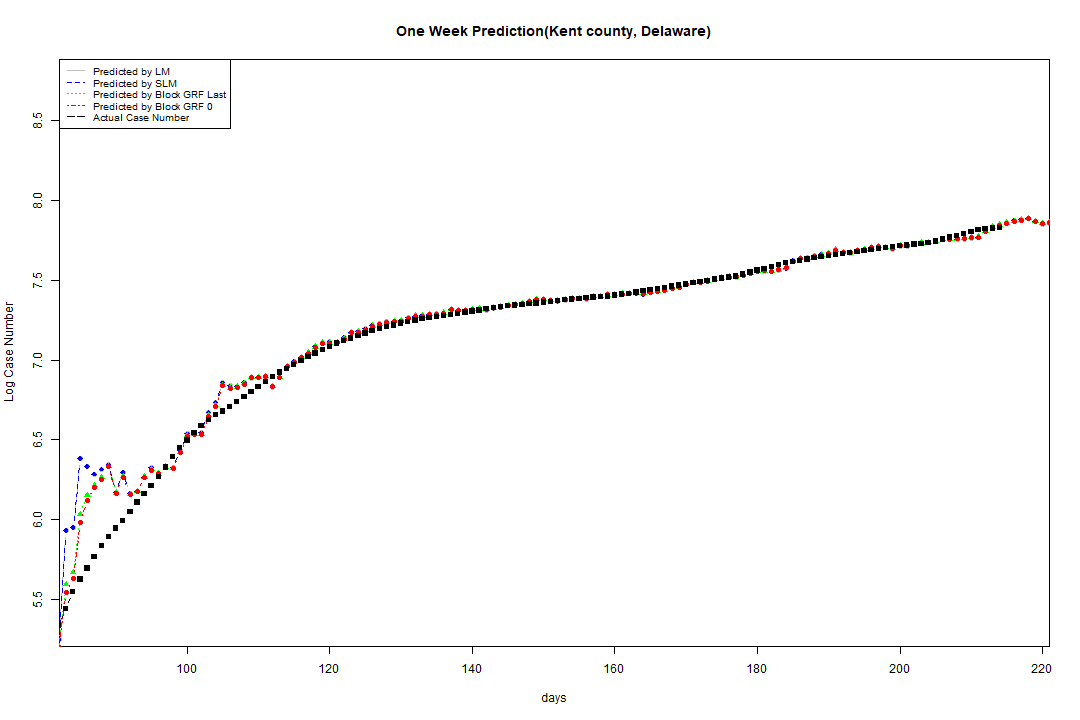 One Week Prediction(Kent county, Delaware)
Predicted by LM
Predicted by SLM
Predicted by Block GRF Last
Predicted by Block GRF 0
Actual Case Number
Log Case Number
8.5
8.0
7.5
7.0
6.5
6.0
5.5
100 120 140 160 180 200 220
days